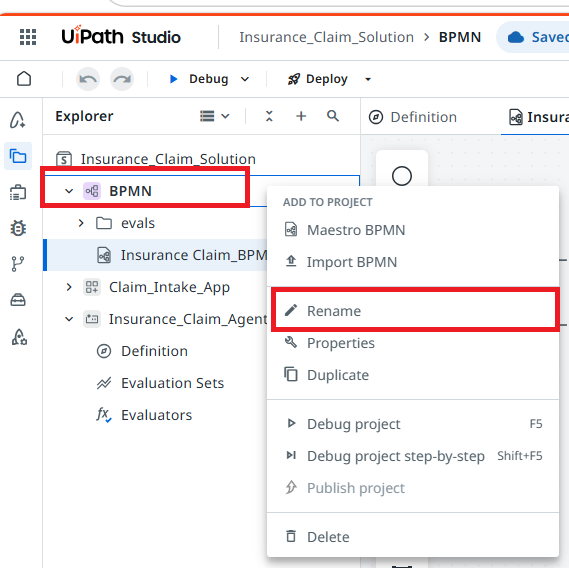 UiPath Studio
Insurance_Claim_Solution > BPMN
Saved
Debug
Deploy
Explorer
Definition
Insura
Insurance_Claim_Solution
BPMN
evals
Insurance Claim_BPM
Claim_Intake_App
Insurance_Claim_Agent
Definition
Evaluation Sets
Evaluators
ADD TO PROJECT
Maestro BPMN
Import BPMN
Rename
Properties
Duplicate
Debug project F5
Debug project step-by-step Shift+F5
Publish project
Delete